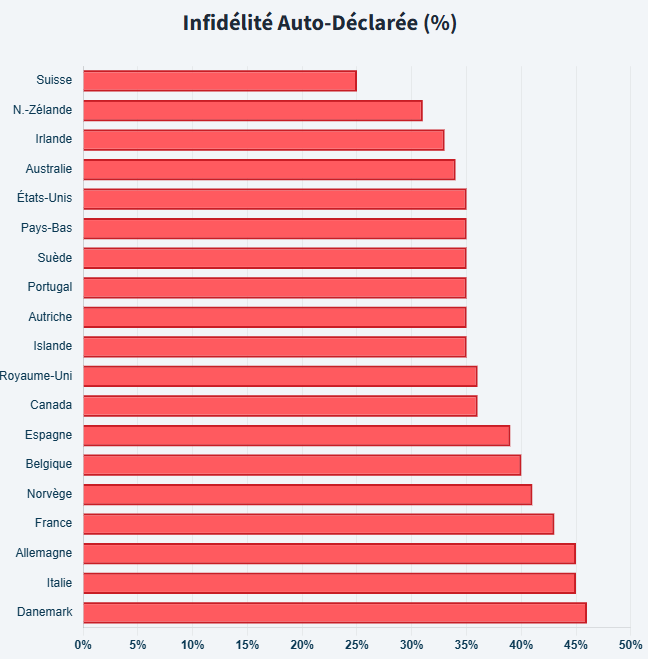 Infidélité Auto-Déclarée (%)
Suisse
N.-Zélande
Irlande
Australie
États-Unis
Pays-Bas
Suède
Portugal
Autriche
Islande
Royaume-Uni
Canada
Espagne
Belgique
Norvège
France
Allemagne
Italie
Danemark
0% 5% 10% 15% 20% 25% 30% 35% 40% 45% 50%